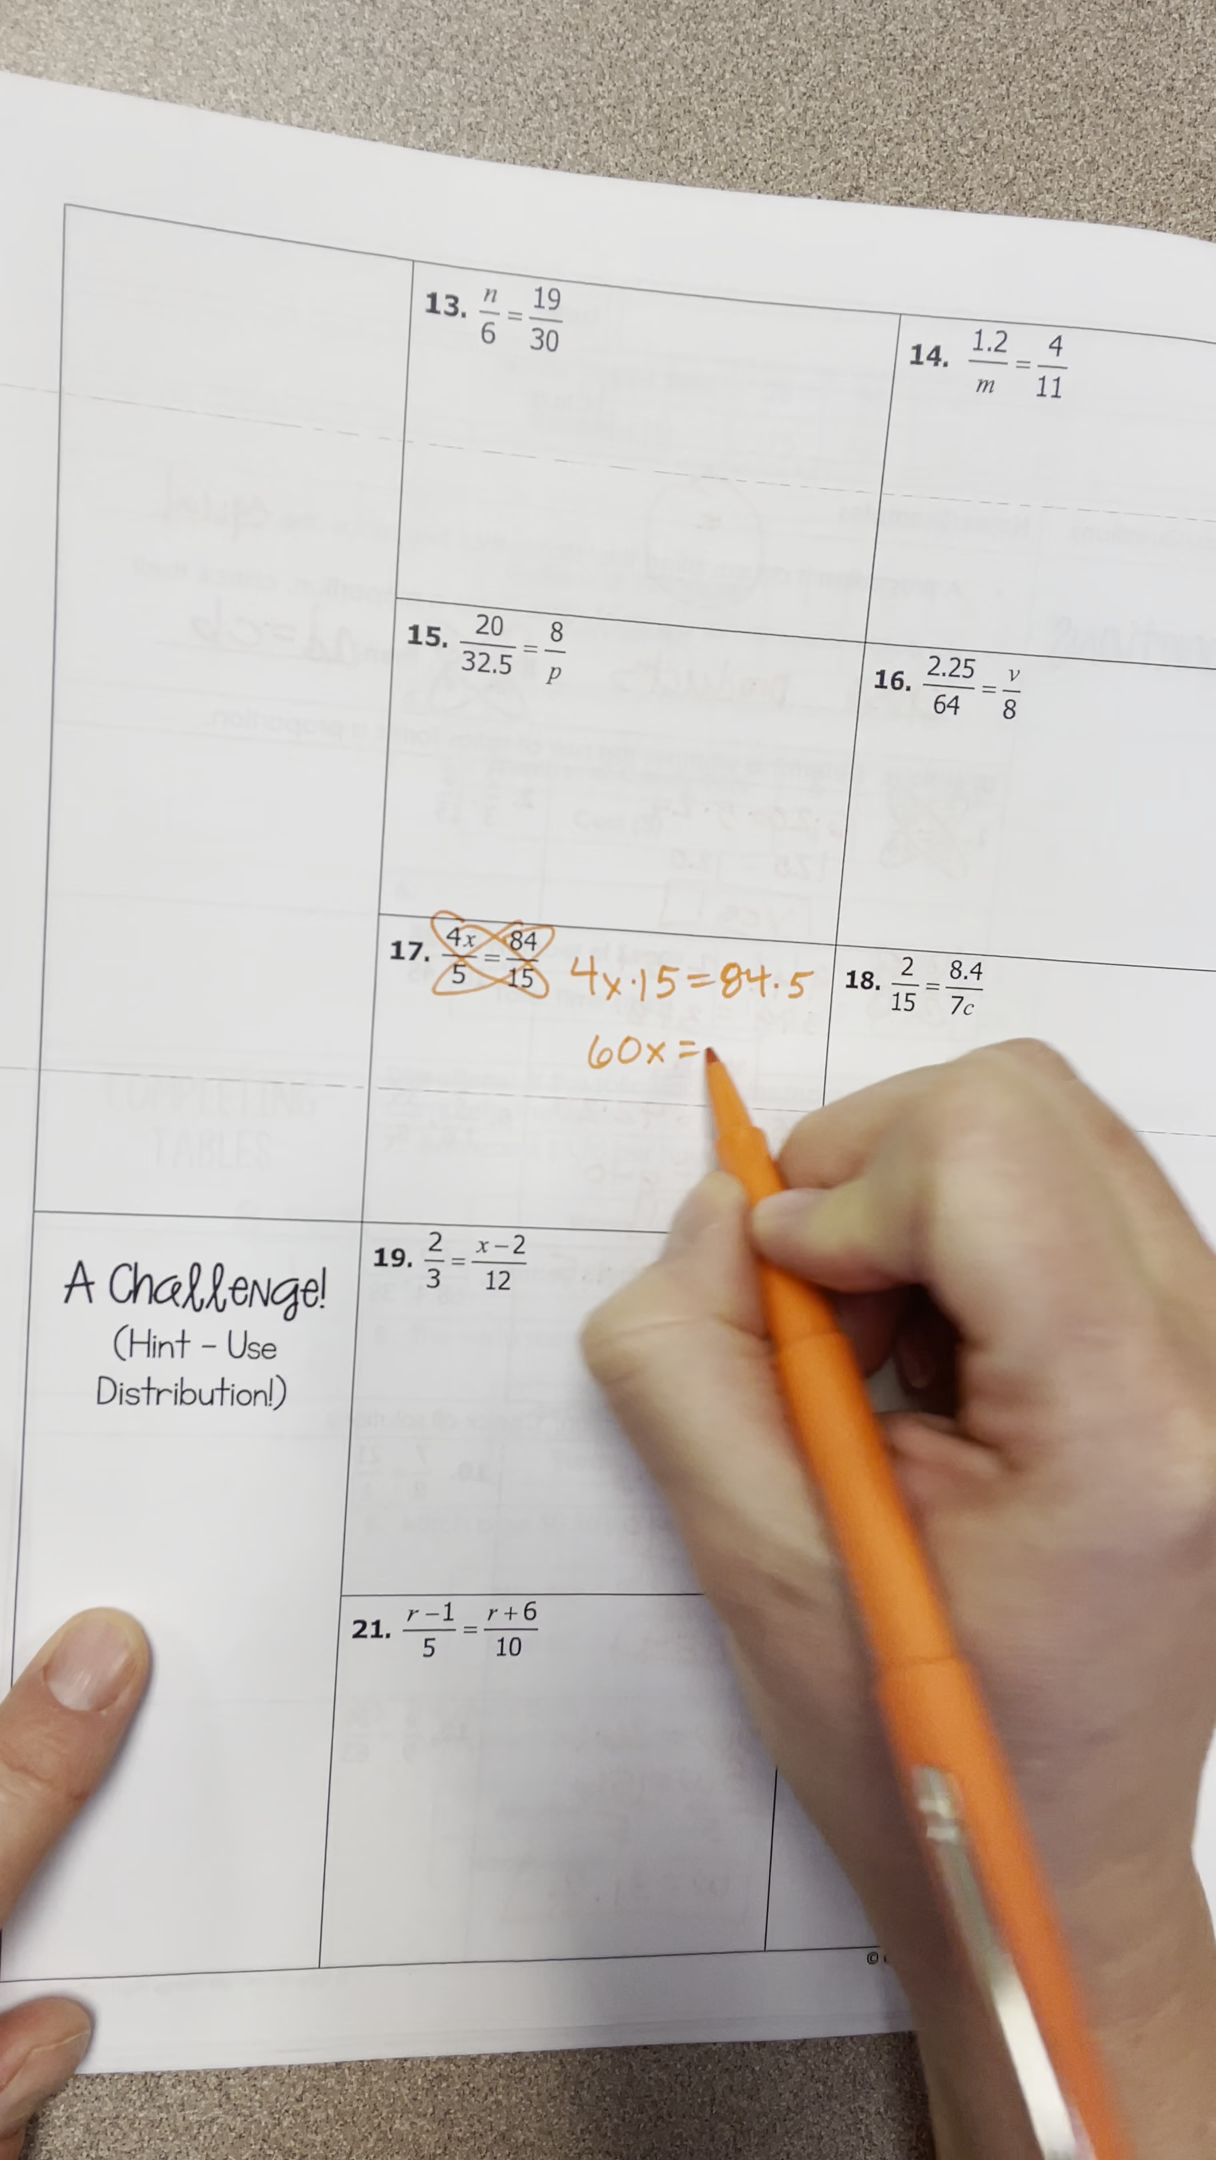 13. n/6 = 19/30
14. 1.2/m = 4/11
15. 20/32.5 = 8/p
16. 2.25/64 = v/8
17. 4x/5 = 84/15
4x·15=84·5
60x=
18. 2/15 = 8.4/7c
A Challenge!
(Hint – Use
Distribution!)
19. 2/3 = x–2/12
21. r–1/5 = r+6/10
©